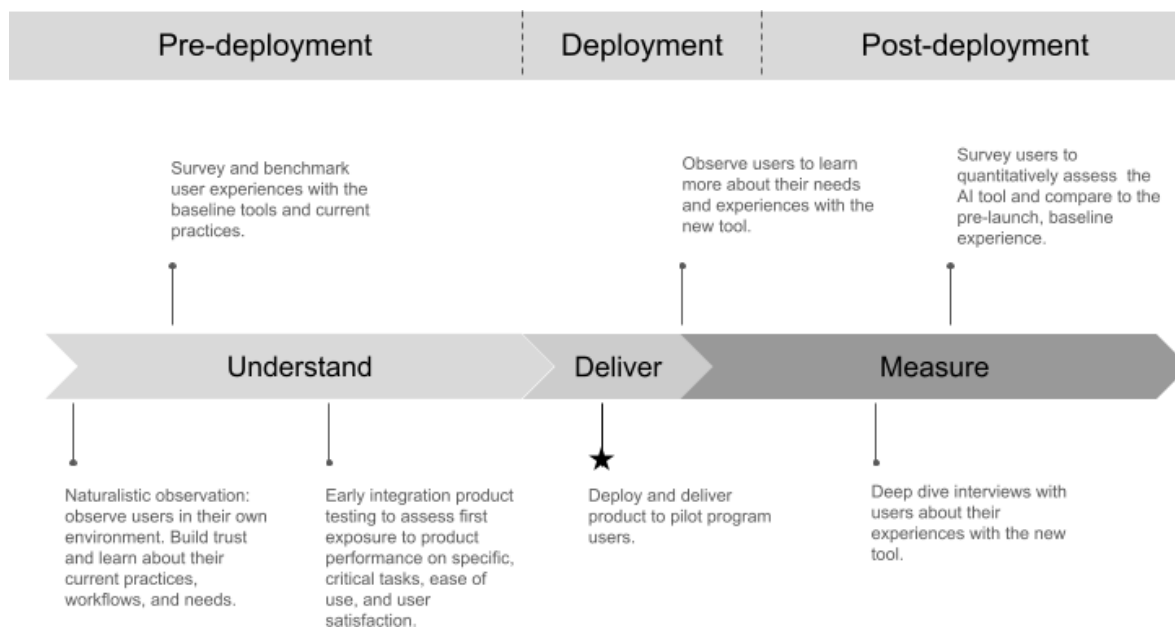 Pre-deployment
Deployment
Post-deployment
Survey and benchmark
user experiences with the
baseline tools and current
practices.
Observe users to learn
more about their needs
and experiences with the
new tool.
Survey users to
quantitatively assess the
AI tool and compare to the
pre-launch, baseline
experience.
Understand
Deliver
Measure
Naturalistic observation:
observe users in their own
environment. Build trust
and learn about their
current practices,
workflows, and needs.
Early integration product
testing to assess first
exposure to product
performance on specific,
critical tasks, ease of
use, and user
satisfaction.
Deploy and deliver
product to pilot program
users.
Deep dive interviews with
users about their
experiences with the new
tool.